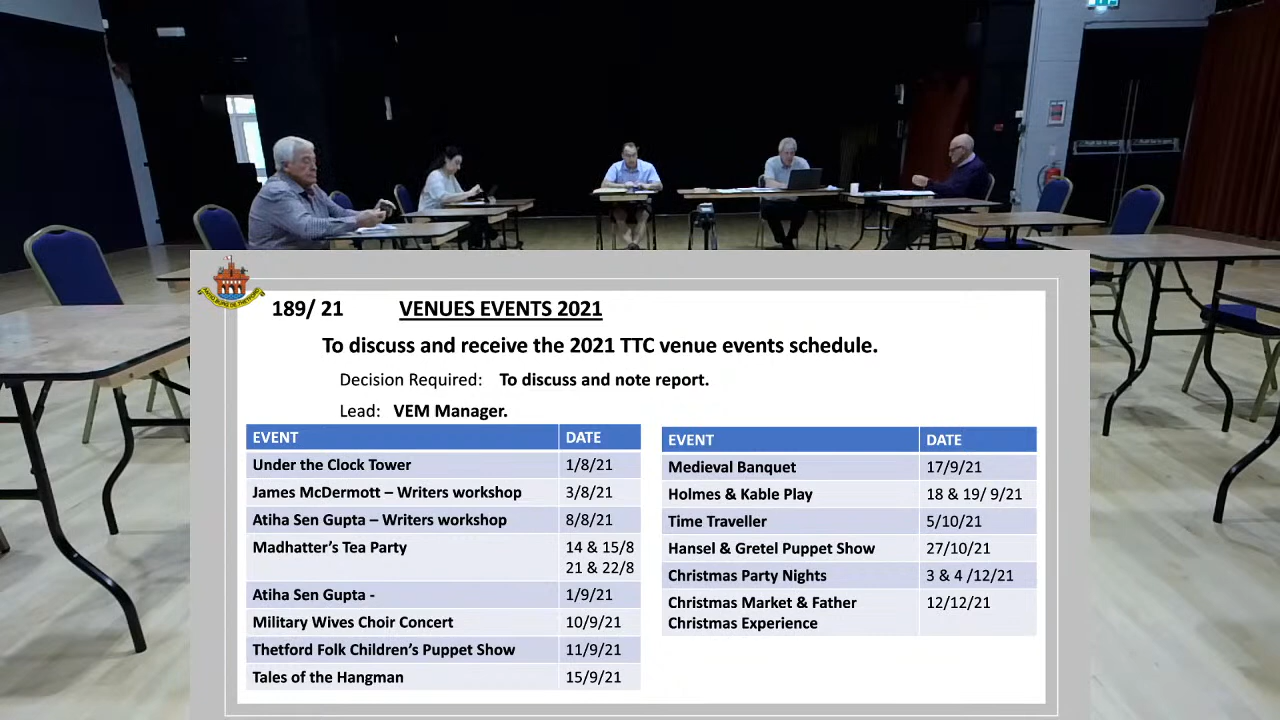 189/ 21 VENUES EVENTS 2021
To discuss and receive the 2021 TTC venue events schedule.
Decision Required: To discuss and note report.
Lead: VEM Manager.
EVENT DATE
Under the Clock Tower 1/8/21
James McDermott – Writers workshop 3/8/21
Atiha Sen Gupta – Writers workshop 8/8/21
Madhatter's Tea Party 14 & 15/8
21 & 22/8
Atiha Sen Gupta - 1/9/21
Military Wives Choir Concert 10/9/21
Thetford Folk Children's Puppet Show 11/9/21
Tales of the Hangman 15/9/21
EVENT DATE
Medieval Banquet 17/9/21
Holmes & Kable Play 18 & 19/ 9/21
Time Traveller 5/10/21
Hansel & Gretel Puppet Show 27/10/21
Christmas Party Nights 3 & 4 /12/21
Christmas Market & Father 12/12/21
Christmas Experience